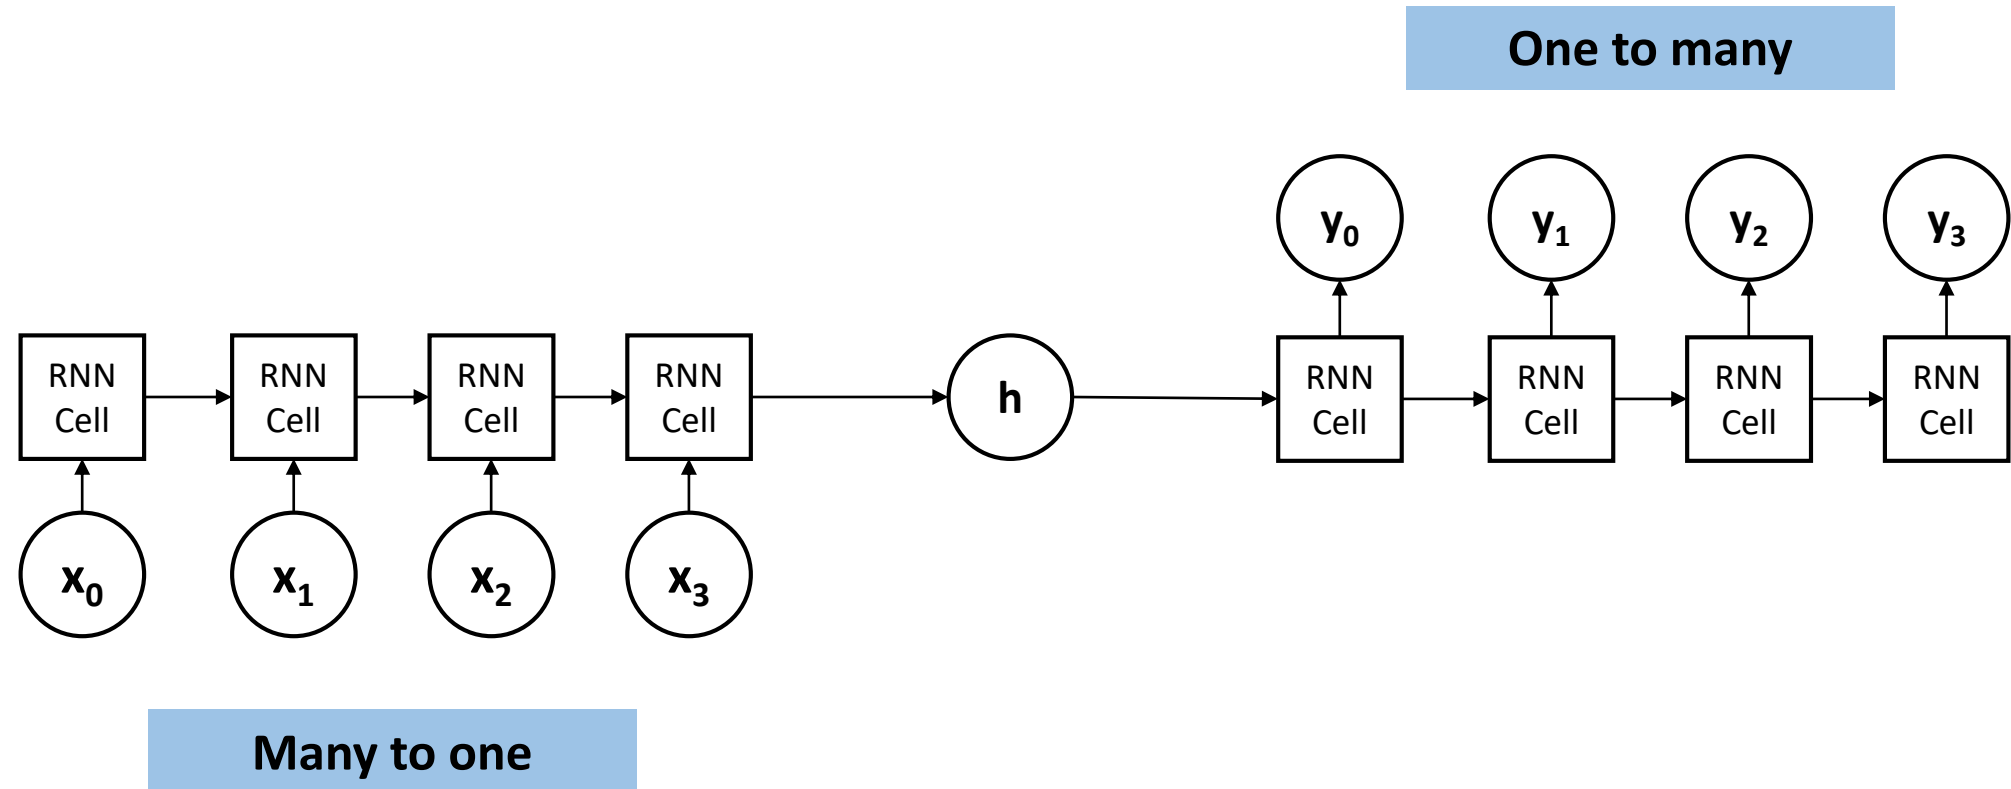 One to many
y0 y1 y2 y3
RNN RNN RNN RNN h RNN RNN RNN RNN
Cell Cell Cell Cell Cell Cell Cell Cell
x0 x1 x2 x3
Many to one